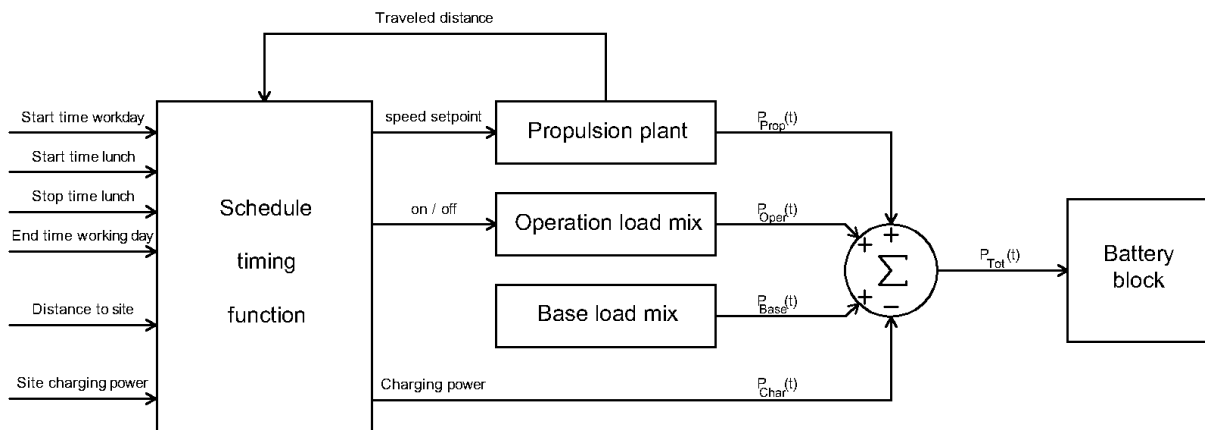 Traveled distance
Start time workday
speed setpoint
Propulsion plant
P_Prop(t)
Start time lunch
Stop time lunch
Schedule
timing
function
on / off
Operation load mix
P_Oper(t)
End time working day
+
+
Σ
+
−
P_Tot(t)
Battery
block
Distance to site
Base load mix
P_Base(t)
Site charging power
Charging power
P_Char(t)